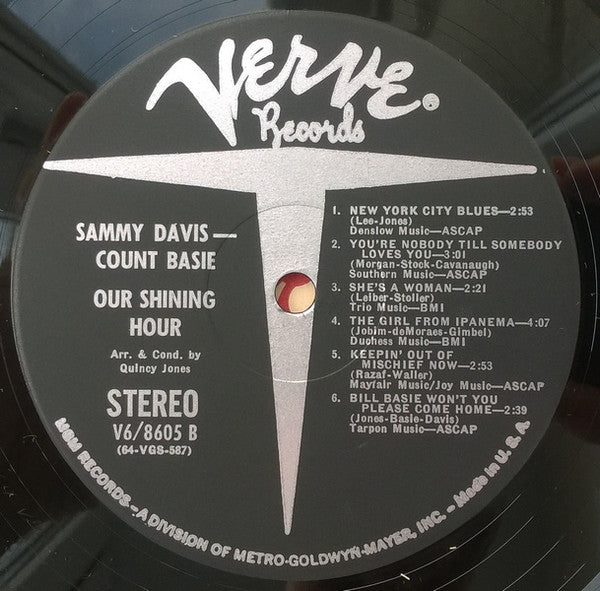 Verve®
Records
SAMMY DAVIS—
COUNT BASIE
OUR SHINING
HOUR
Arr. & Cond. by
Quincy Jones
STEREO
V6/8605 B
(64-VGS-587)
1. NEW YORK CITY BLUES—2:53
(Lee-Jones)
Denslow Music—ASCAP
2. YOU'RE NOBODY TILL SOMEBODY
LOVES YOU—3:01
(Morgan-Stock-Cavanaugh)
Southern Music—ASCAP
3. SHE'S A WOMAN—2:21
(Leiber-Stoller)
Trio Music—BMI
4. THE GIRL FROM IPANEMA—4:07
(Jobim-deMoraes-Gimbel)
Duchess Music—BMI
5. KEEPIN' OUT OF
MISCHIEF NOW—2:53
(Razaf-Waller)
Mayfair Music/Joy Music—ASCAP
6. BILL BASIE WON'T YOU
PLEASE COME HOME—2:39
(Jones-Basie-Davis)
Tarpon Music—ASCAP
MGM RECORDS—A DIVISION OF METRO-GOLDWYN-MAYER, INC. – Made in U. S. A.